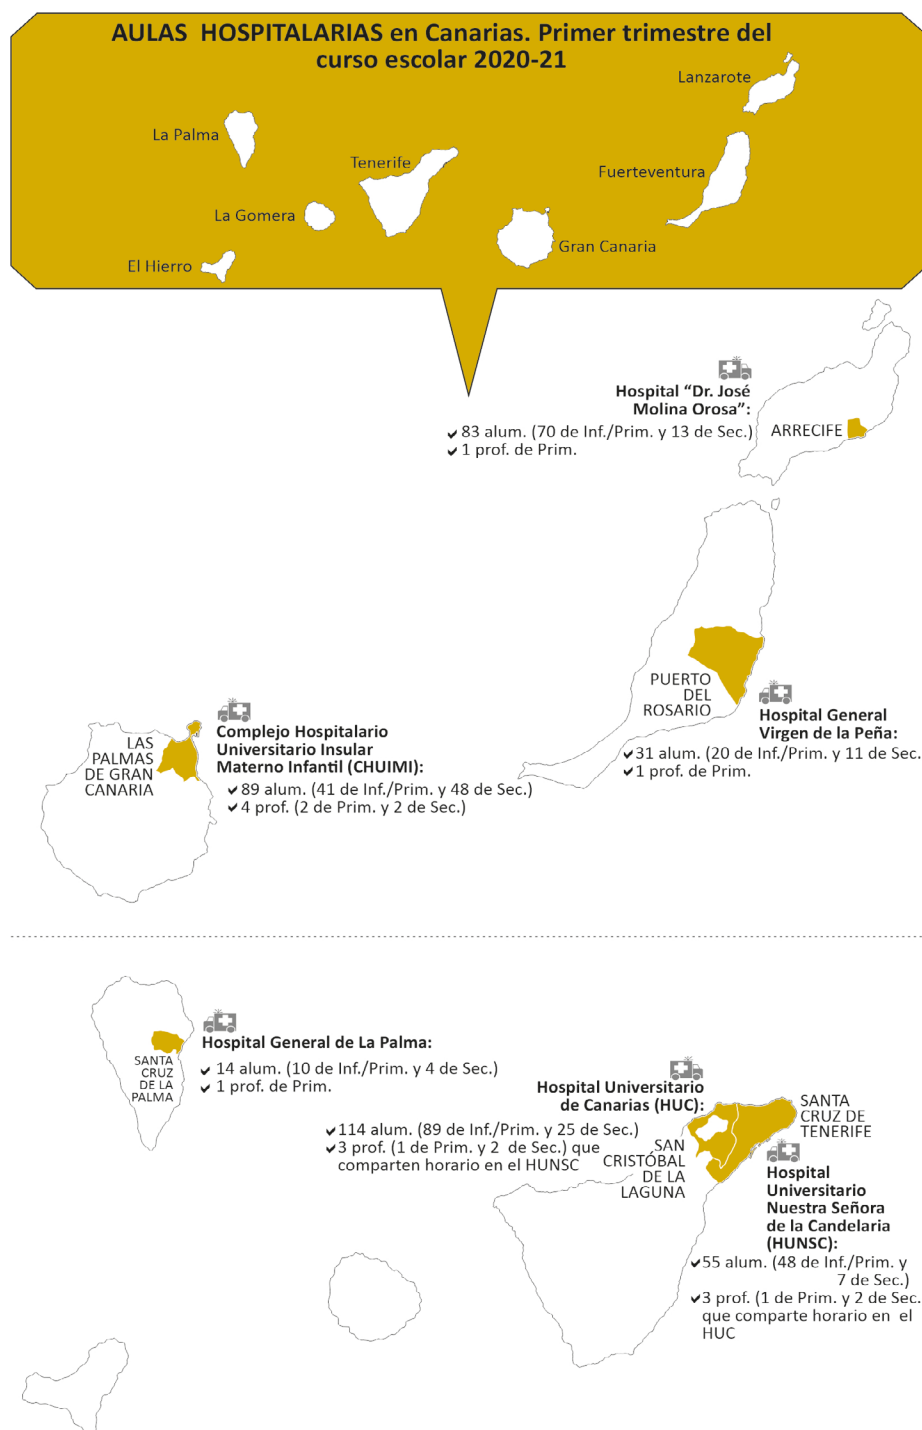 AULAS  HOSPITALARIAS en Canarias. Primer trimestre del
curso escolar 2020-21
Lanzarote
La Palma
Tenerife
Fuerteventura
La Gomera
Gran Canaria
El Hierro
Hospital “Dr. José
Molina Orosa”:
83 alum. (70 de Inf./Prim. y 13 de Sec.)
1 prof. de Prim.
ARRECIFE
PUERTO
DEL
ROSARIO
Hospital General
Virgen de la Peña:
31 alum. (20 de Inf./Prim. y 11 de Sec.
1 prof. de Prim.
LAS
PALMAS
DE GRAN
CANARIA
Complejo Hospitalario
Universitario Insular
Materno Infantil (CHUIMI):
89 alum. (41 de Inf./Prim. y 48 de Sec.)
4 prof. (2 de Prim. y 2 de Sec.)
SANTA
CRUZ
DE LA
PALMA
Hospital General de La Palma:
14 alum. (10 de Inf./Prim. y 4 de Sec.)
1 prof. de Prim.
Hospital Universitario
de Canarias (HUC):
114 alum. (89 de Inf./Prim. y 25 de Sec.)
3 prof. (1 de Prim. y 2  de Sec.) que
comparten horario en el HUNSC
SAN
CRISTÓBAL
DE LA
LAGUNA
SANTA
CRUZ DE
TENERIFE
Hospital
Universitario
Nuestra Señora
de la Candelaria
(HUNSC):
55 alum. (48 de Inf./Prim. y
7 de Sec.)
3 prof. (1 de Prim. y 2 de Sec.
que comparte horario en  el
HUC